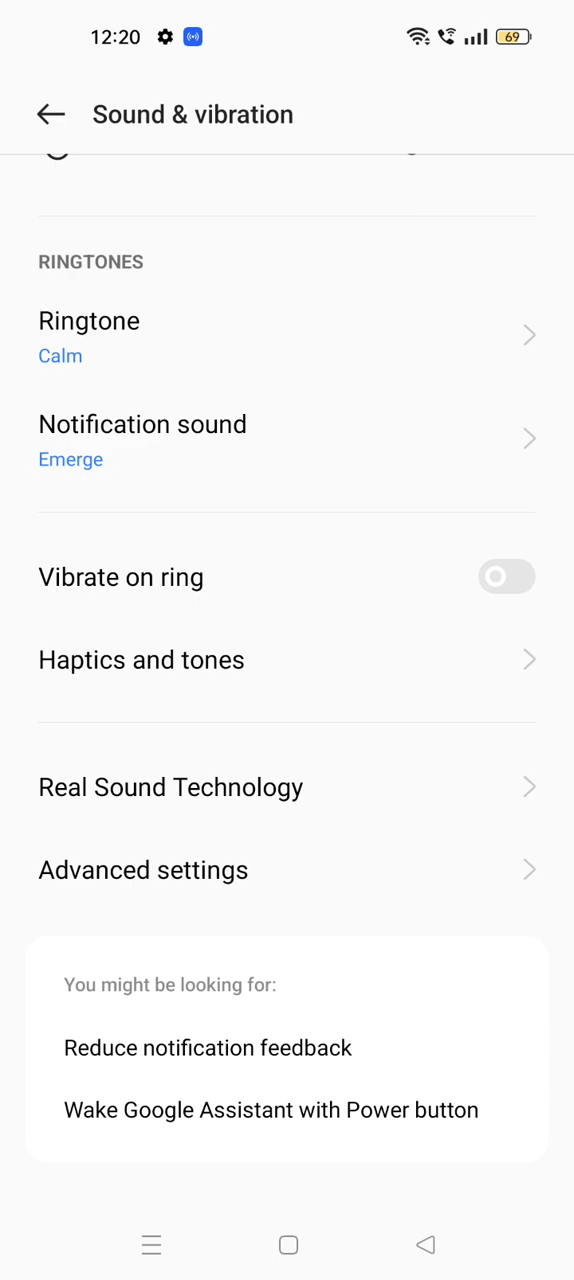 12:20
69
Sound & vibration
RINGTONES
Ringtone
Calm
Notification sound
Emerge
Vibrate on ring
Haptics and tones
Real Sound Technology
Advanced settings
You might be looking for:
Reduce notification feedback
Wake Google Assistant with Power button